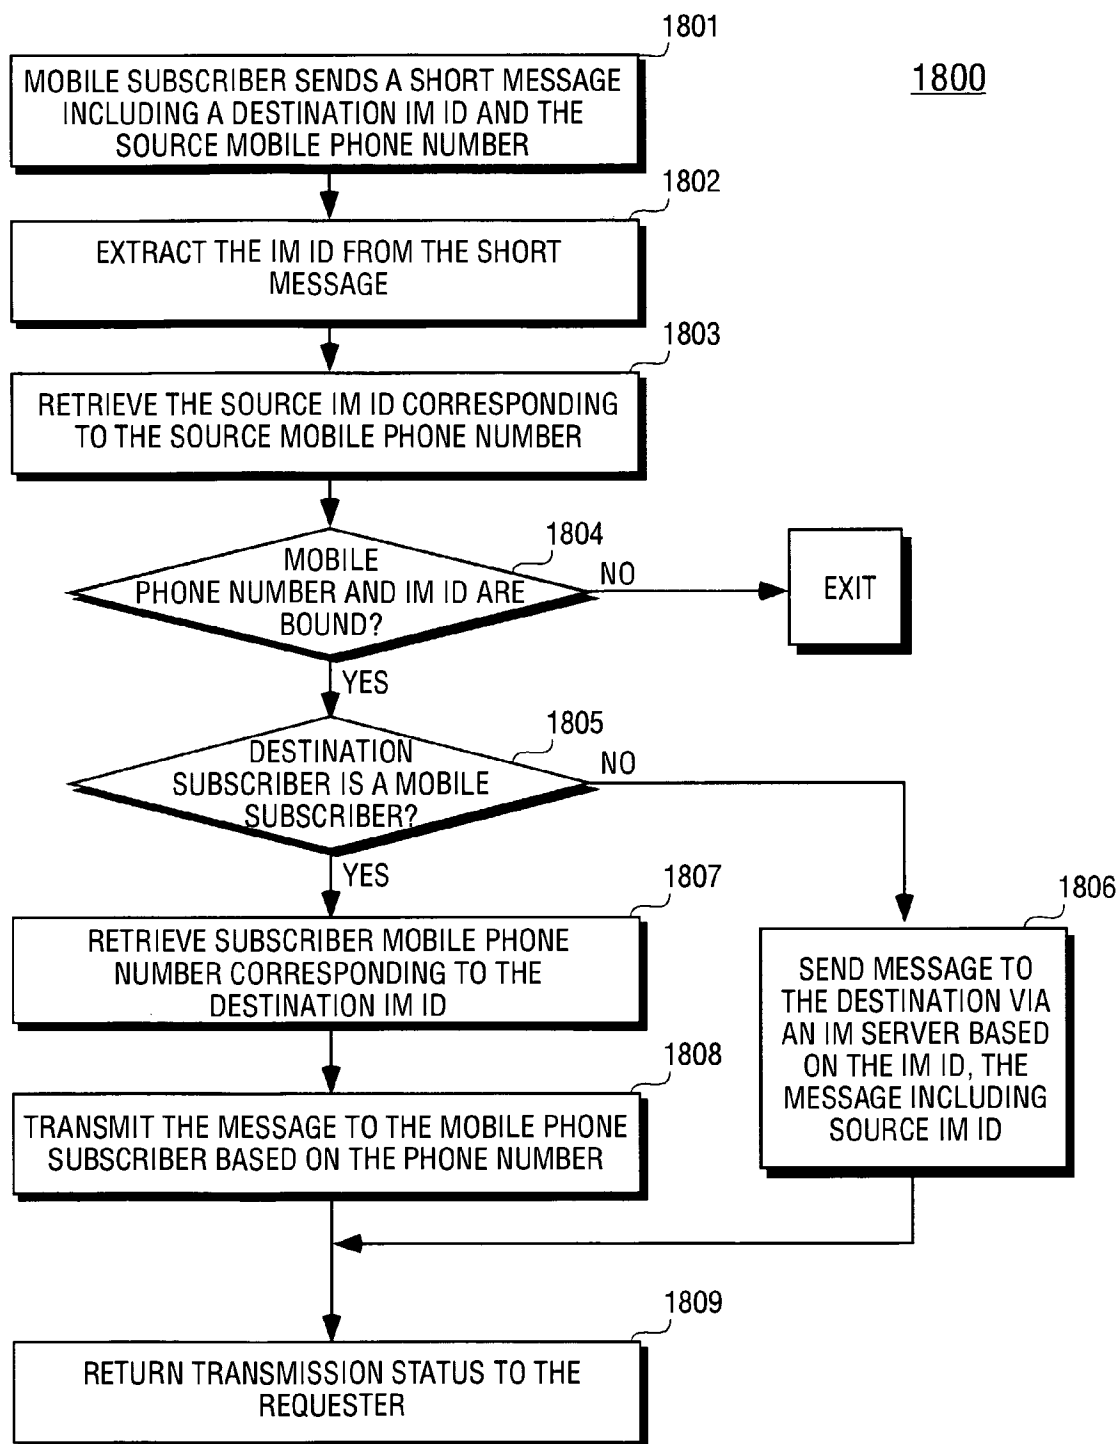 1801
1800
MOBILE SUBSCRIBER SENDS A SHORT MESSAGE
INCLUDING A DESTINATION IM ID AND THE
SOURCE MOBILE PHONE NUMBER
1802
EXTRACT THE IM ID FROM THE SHORT
MESSAGE
1803
RETRIEVE THE SOURCE IM ID CORRESPONDING
TO THE SOURCE MOBILE PHONE NUMBER
1804
MOBILE
PHONE NUMBER AND IM ID ARE
BOUND?
NO
EXIT
YES
1805
DESTINATION
SUBSCRIBER IS A MOBILE
SUBSCRIBER?
NO
YES
1807
RETRIEVE SUBSCRIBER MOBILE PHONE
NUMBER CORRESPONDING TO THE
DESTINATION IM ID
1806
SEND MESSAGE TO
THE DESTINATION VIA
AN IM SERVER BASED
ON THE IM ID, THE
MESSAGE INCLUDING
SOURCE IM ID
1808
TRANSMIT THE MESSAGE TO THE MOBILE PHONE
SUBSCRIBER BASED ON THE PHONE NUMBER
1809
RETURN TRANSMISSION STATUS TO THE
REQUESTER